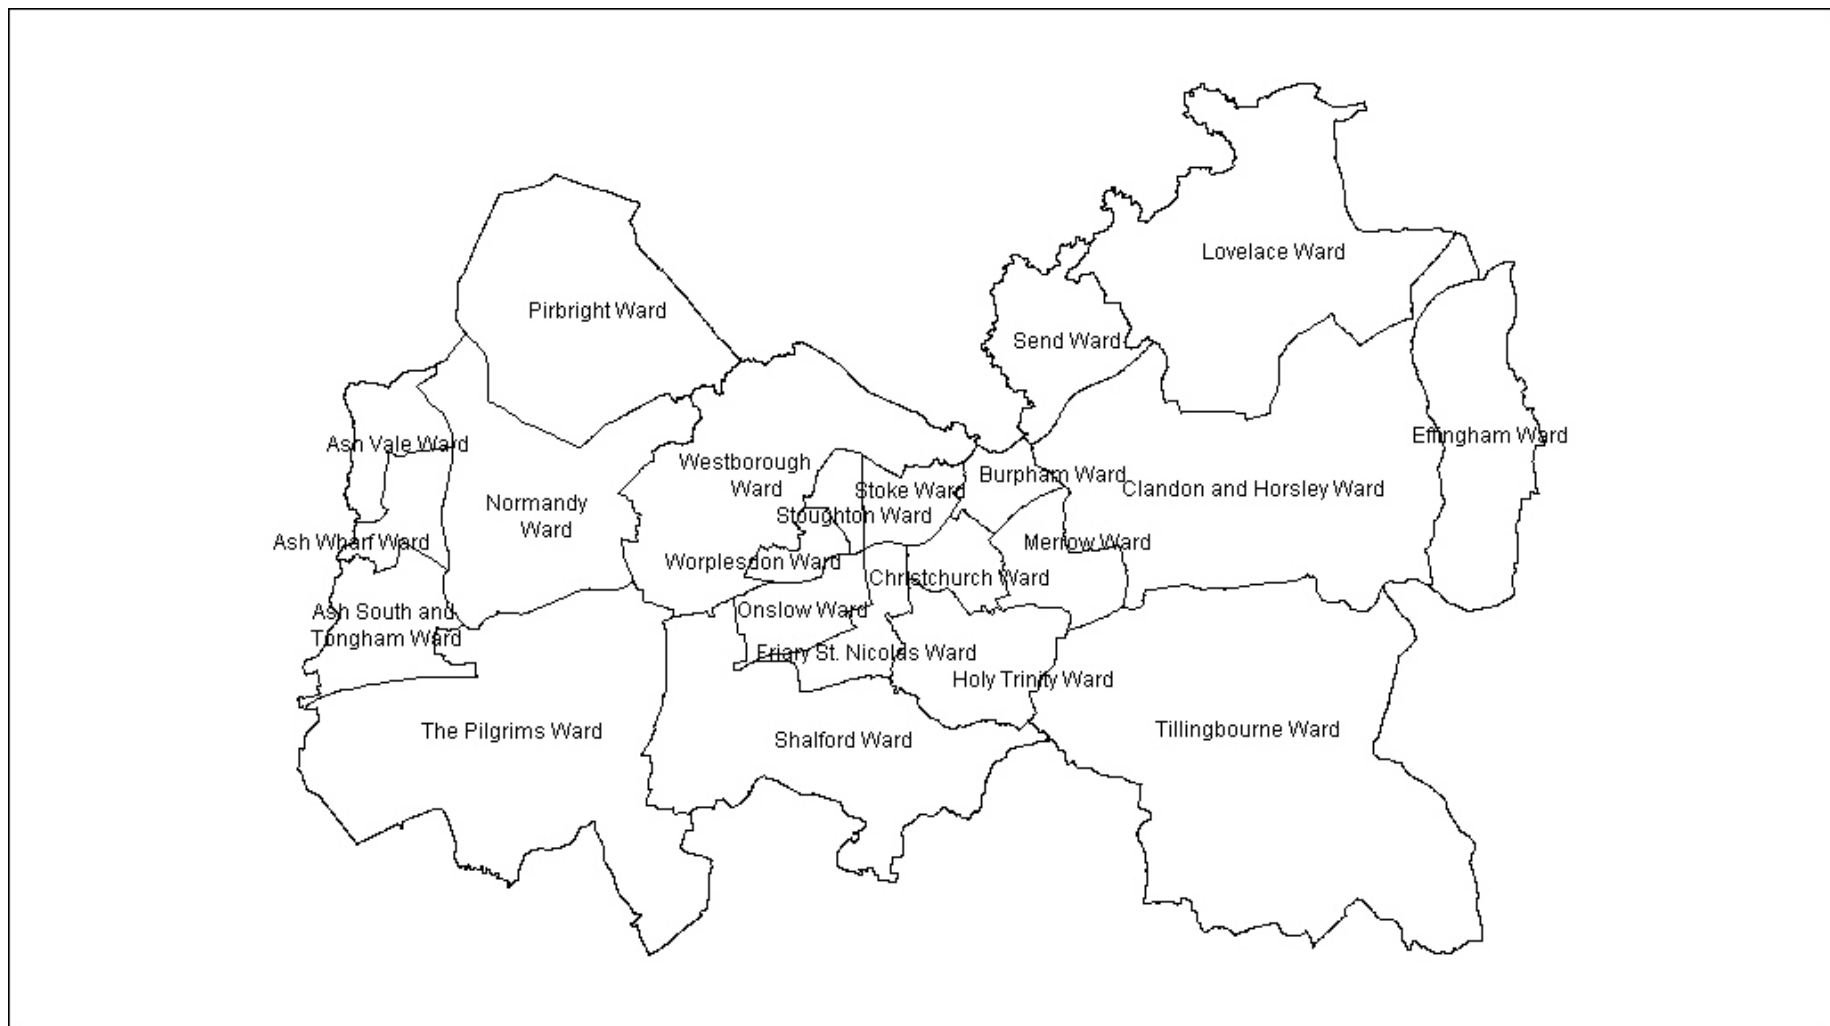 Lovelace Ward
Pirbright Ward
Send Ward
Ash Vale Ward
Effingham Ward
Westborough
Ward
Burpham Ward
Stoke Ward
Clandon and Horsley Ward
Normandy
Ward
Stoughton Ward
Ash Wharf Ward
Merrow Ward
Worplesdon Ward
Christchurch Ward
Ash South and
Tongham Ward
Onslow Ward
Friary St. Nicolas Ward
Holy Trinity Ward
The Pilgrims Ward
Shalford Ward
Tillingbourne Ward